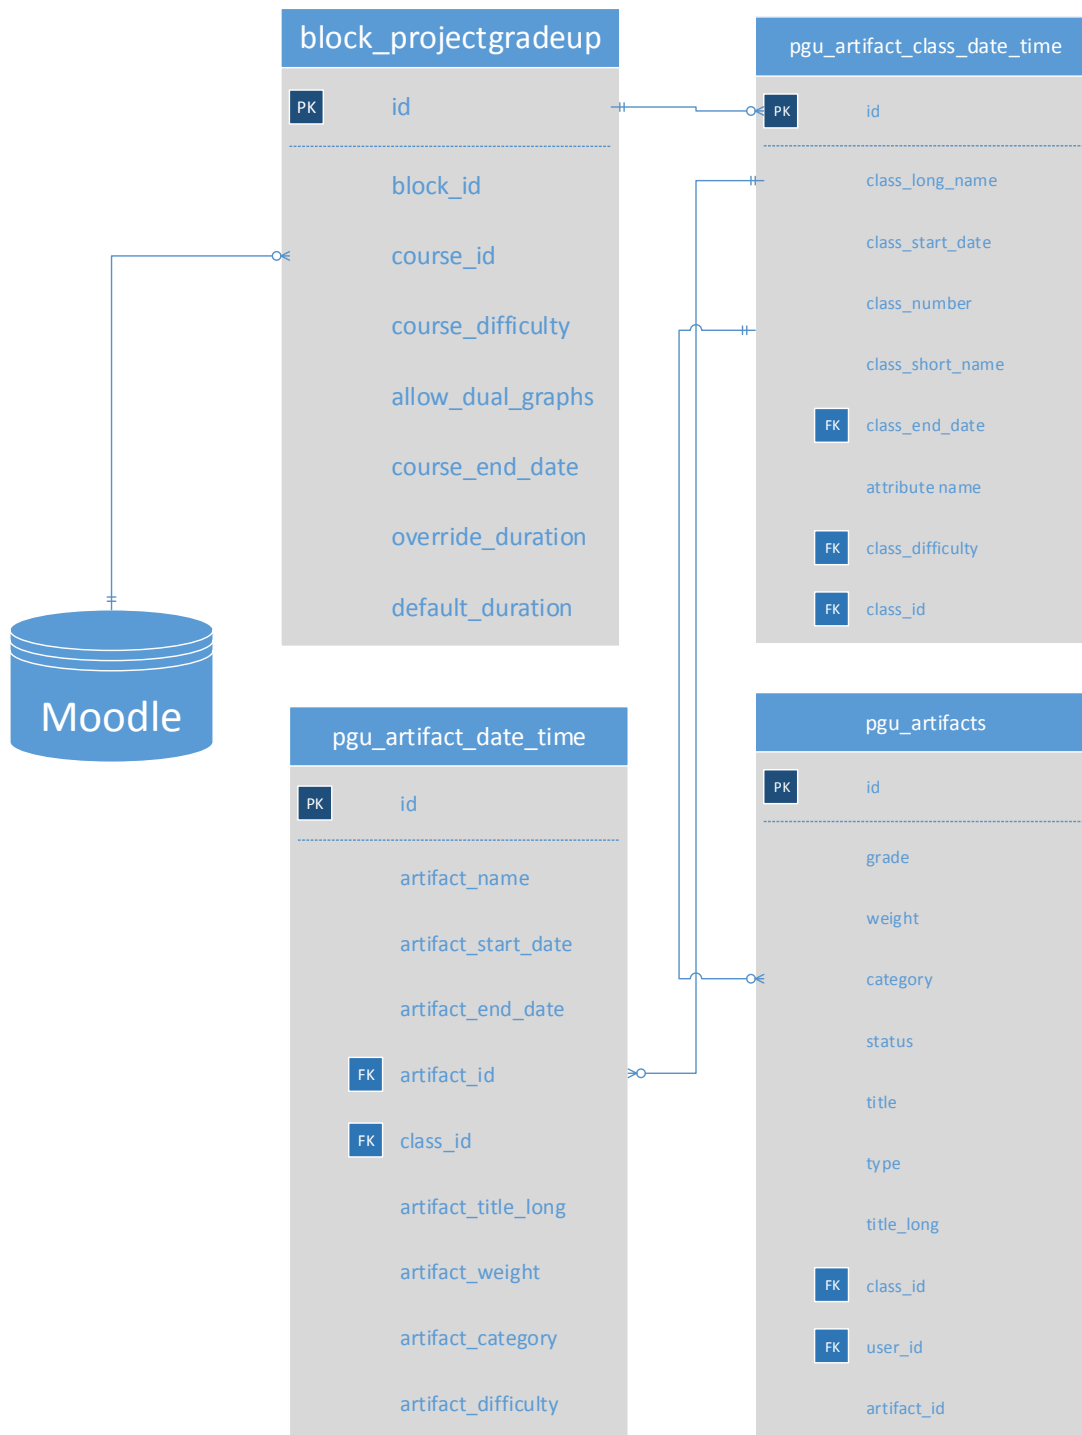 block_projectgradeup
PK id
block_id
course_id
course_difficulty
allow_dual_graphs
course_end_date
override_duration
default_duration
pgu_artifact_class_date_time
PK id
class_long_name
class_start_date
class_number
class_short_name
FK class_end_date
attribute name
FK class_difficulty
FK class_id
Moodle
pgu_artifact_date_time
PK id
artifact_name
artifact_start_date
artifact_end_date
FK artifact_id
FK class_id
artifact_title_long
artifact_weight
artifact_category
artifact_difficulty
pgu_artifacts
PK id
grade
weight
category
status
title
type
title_long
FK class_id
FK user_id
artifact_id